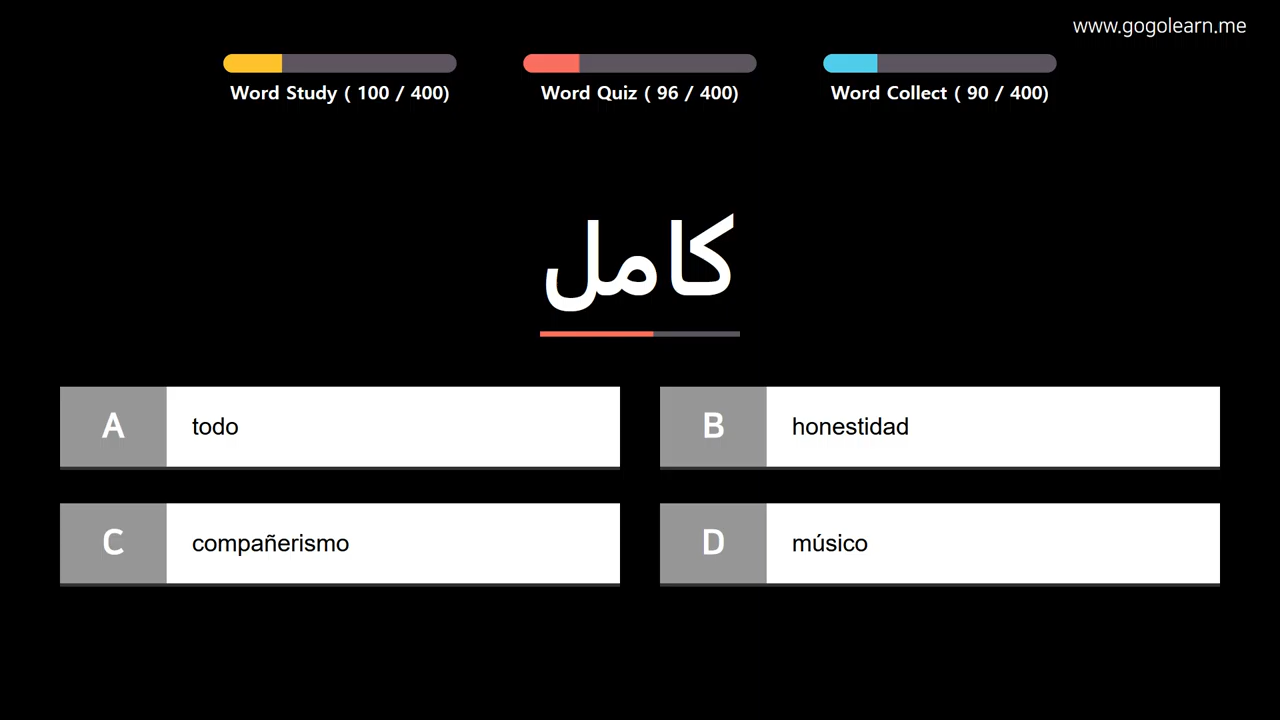 www.gogolearn.me
Word Study ( 100 / 400)
Word Quiz ( 96 / 400)
Word Collect ( 90 / 400)
كامل
A todo
B honestidad
C compañerismo
D músico